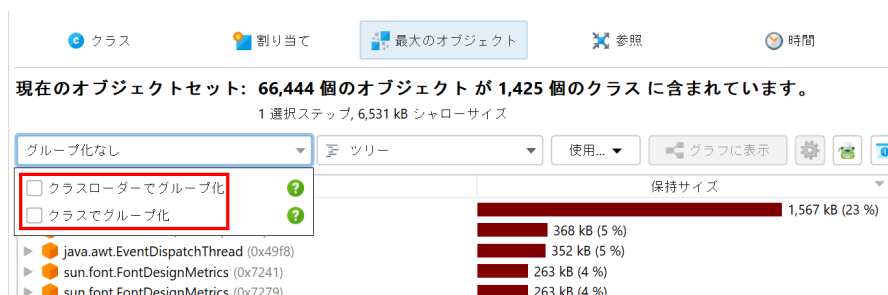 クラス 割り当て 最大のオブジェクト 参照 時間
現在のオブジェクトセット: 66,444 個のオブジェクト が 1,425 個のクラス に含まれています。
1 選択ステップ, 6,531 kB シャローサイズ
グループ化なし ツリー 使用... グラフに表示
クラスローダーでグループ化
クラスでグループ化
保持サイズ
1,567 kB (23 %)
368 kB (5 %)
java.awt.EventDispatchThread (0x49f8) 352 kB (5 %)
sun.font.FontDesignMetrics (0x7241) 263 kB (4 %)
sun.font.FontDesignMetrics (0x7279) 263 kB (4 %)